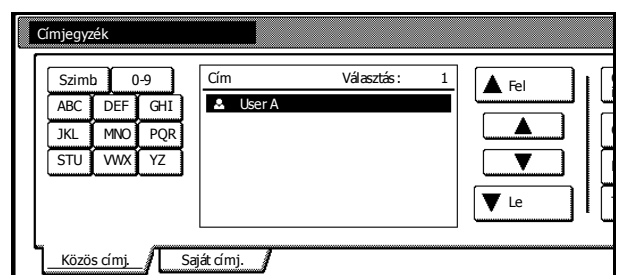 Címjegyzék
Szimb 0-9
ABC DEF GHI
JKL MNO PQR
STU VWX YZ
Cím Választás: 1
User A
Fel
Le
Közös címj. Saját címj.